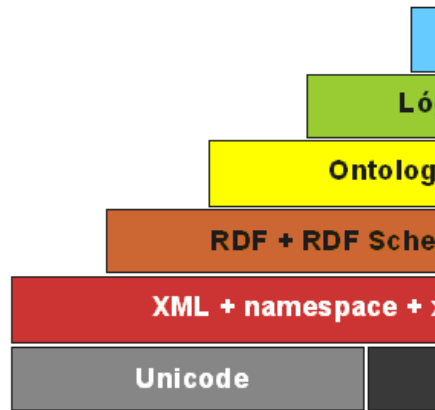 Ló
Ontolog
RDF + RDF Sche
XML + namespace +
Unicode